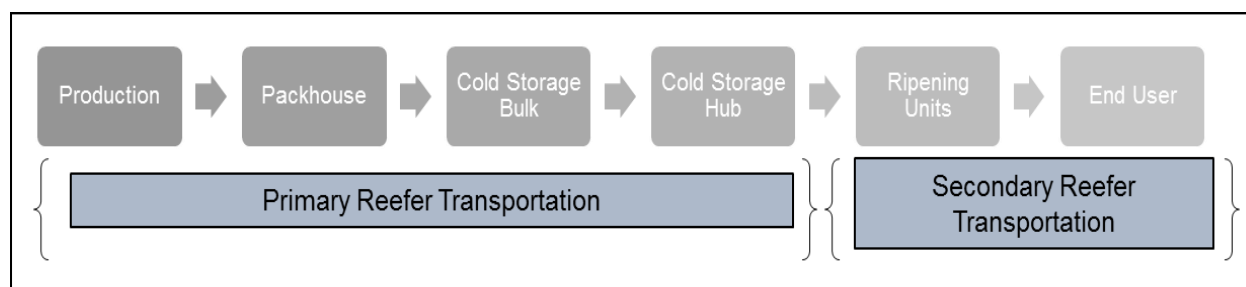 Production
Packhouse
Cold Storage
Bulk
Cold Storage
Hub
Ripening
Units
End User
Primary Reefer Transportation
Secondary Reefer
Transportation